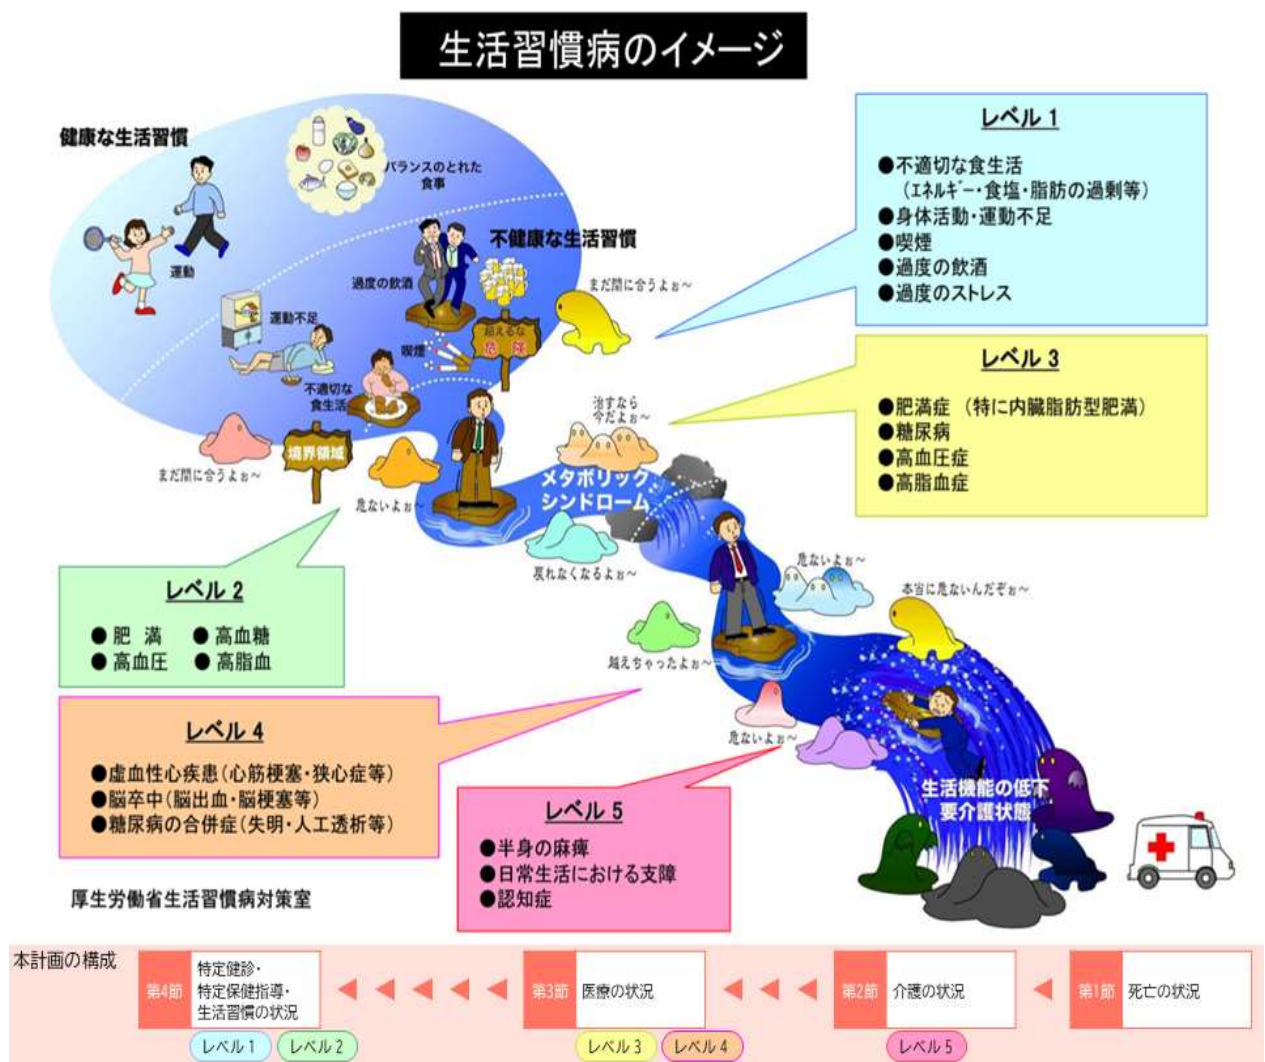 生活習慣病のイメージ
健康な生活習慣
バランスのとれた
食事
運動
不健康な生活習慣
過度の飲酒
まだ間に合うよぉ～
運動不足
喫煙
超えるな
危険
不適切な
食生活
境界領域
まだ間に合うよぉ～
危ないよぉ～
治すなら
今だよぉ～
メタボリック
シンドローム
戻れなくなるよぉ～
レベル 1
●不適切な食生活
（エネルギー・食塩・脂肪の過剰等）
●身体活動・運動不足
●喫煙
●過度の飲酒
●過度のストレス
レベル 3
●肥満症 （特に内臓脂肪型肥満）
●糖尿病
●高血圧症
●高脂血症
レベル 2
●肥 満 ●高血糖
●高血圧 ●高脂血
危ないよぉ～
本当に危ないんだぞぉ～
越えちゃったよぉ～
危ないよぉ～
レベル 4
●虚血性心疾患（心筋梗塞・狭心症等）
●脳卒中（脳出血・脳梗塞等）
●糖尿病の合併症（失明・人工透析等）
レベル 5
●半身の麻痺
●日常生活における支障
●認知症
生活機能の低下
要介護状態
厚生労働省生活習慣病対策室
本計画の構成
第4節 特定健診・
特定保健指導・
生活習慣の状況
第3節 医療の状況
第2節 介護の状況
第1節 死亡の状況
レベル 1 レベル 2 レベル 3 レベル 4 レベル 5